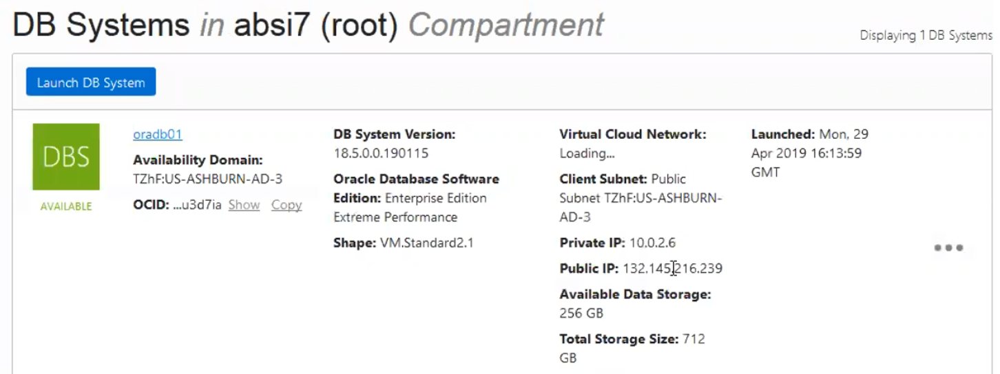 DB Systems in absi7 (root) Compartment
Displaying 1 DB Systems
Launch DB System
DBS
AVAILABLE
oradb01
Availability Domain:
TZhF:US-ASHBURN-AD-3
OCID: ...u3d7ia Show Copy
DB System Version:
18.5.0.0.190115
Oracle Database Software
Edition: Enterprise Edition
Extreme Performance
Shape: VM.Standard2.1
Virtual Cloud Network:
Loading...
Client Subnet: Public
Subnet TZhF:US-ASHBURN-
AD-3
Private IP: 10.0.2.6
Public IP: 132.145.216.239
Available Data Storage:
256 GB
Total Storage Size: 712
GB
Launched: Mon, 29
Apr 2019 16:13:59
GMT